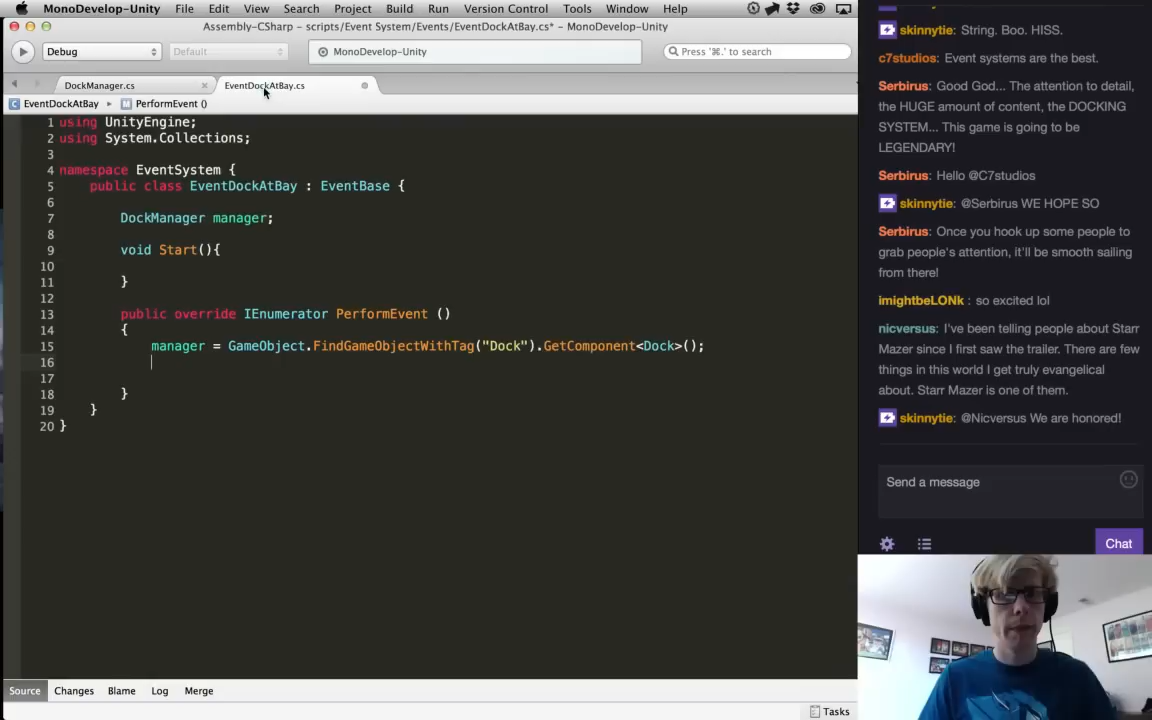 MonoDevelop-Unity File Edit View Search Project Build Run Version Control Tools Window Help
Assembly-CSharp – scripts/Event System/Events/EventDockAtBay.cs* – MonoDevelop-Unity
Debug Default MonoDevelop-Unity Press '⌘.' to search
DockManager.cs EventDockAtBay.cs
EventDockAtBay PerformEvent ()
1 using UnityEngine;
2 using System.Collections;
3
4 namespace EventSystem {
5 public class EventDockAtBay : EventBase {
6
7 DockManager manager;
8
9 void Start(){
10
11 }
12
13 public override IEnumerator PerformEvent ()
14 {
15 manager = GameObject.FindGameObjectWithTag("Dock").GetComponent<Dock>();
16
17
18 }
19 }
20 }
Source Changes Blame Log Merge
Tasks
skinnytie: String. Boo. HISS.
c7studios: Event systems are the best.
Serbirus: Good God... The attention to detail,
the HUGE amount of content, the DOCKING
SYSTEM... This game is going to be
LEGENDARY!
Serbirus: Hello @C7studios
skinnytie: @Serbirus WE HOPE SO
Serbirus: Once you hook up some people to
grab people's attention, it'll be smooth sailing
from there!
imightbeLONk : so excited lol
nicversus: I've been telling people about Starr
Mazer since I first saw the trailer. There are few
things in this world I get truly evangelical
about. Starr Mazer is one of them.
skinnytie: @Nicversus We are honored!
Send a message
Chat